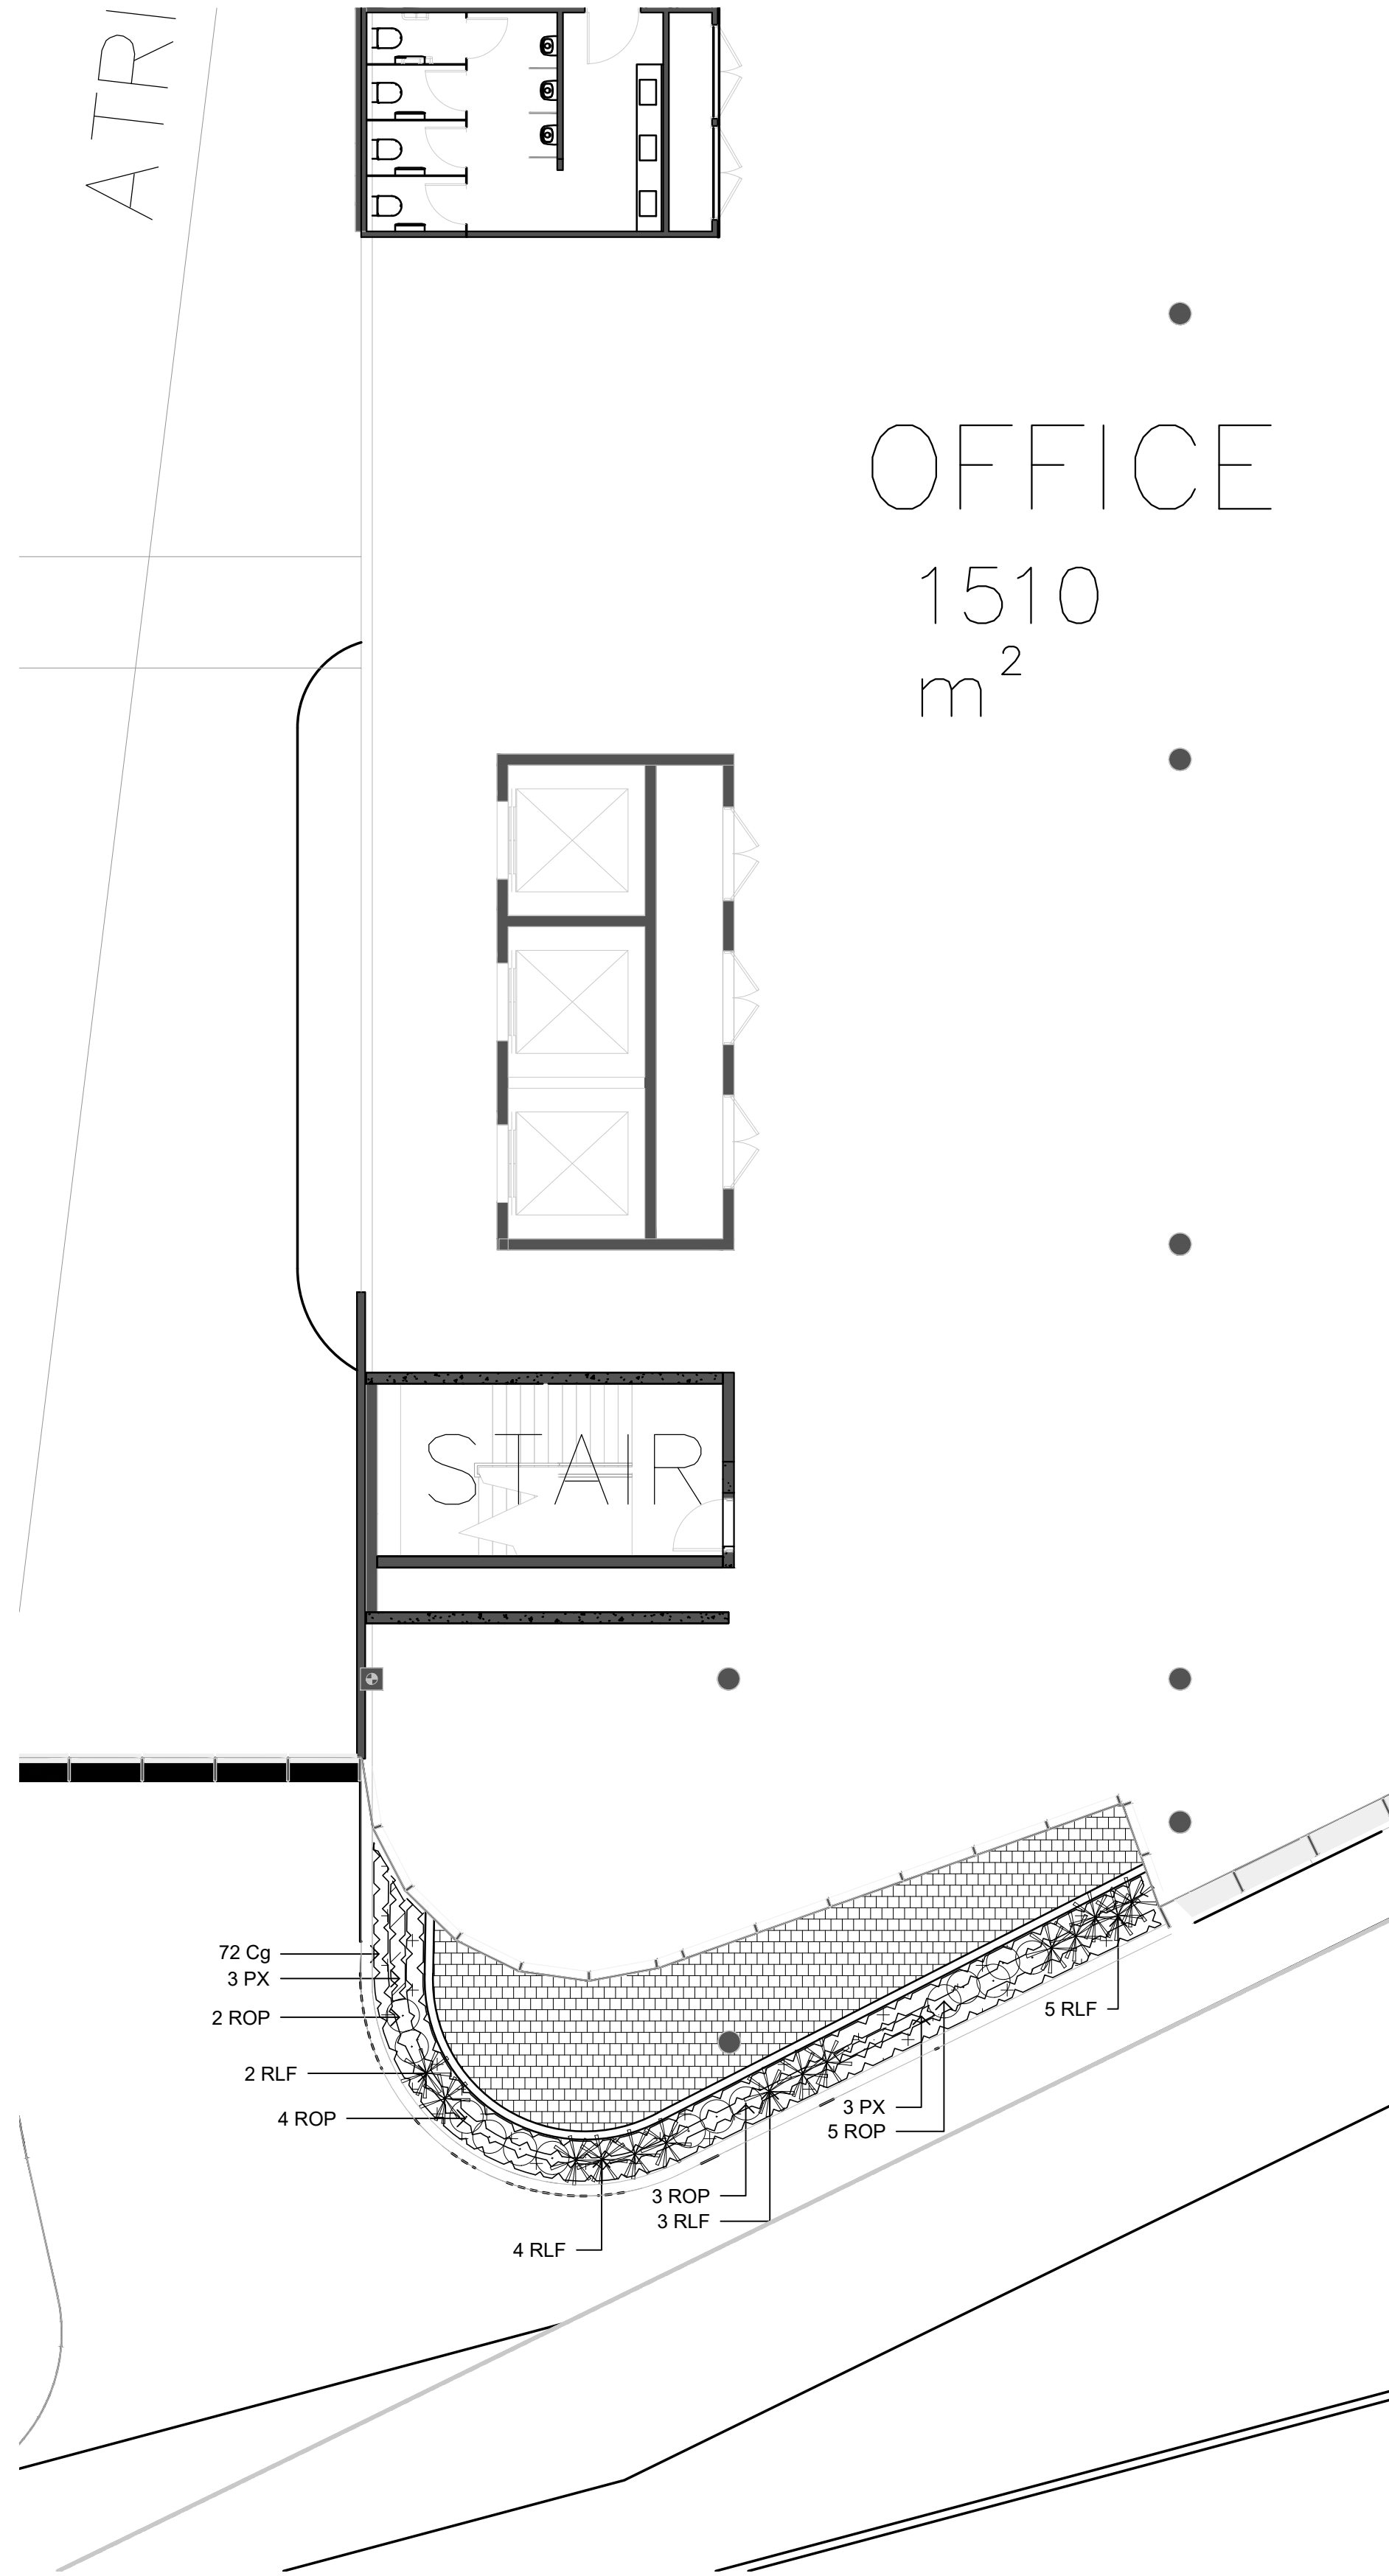 ATRI
OFFICE
1510
m²
STAIR
72 Cg
3 PX
2 ROP
2 RLF
4 ROP
5 RLF
3 PX
5 ROP
3 ROP
3 RLF
4 RLF